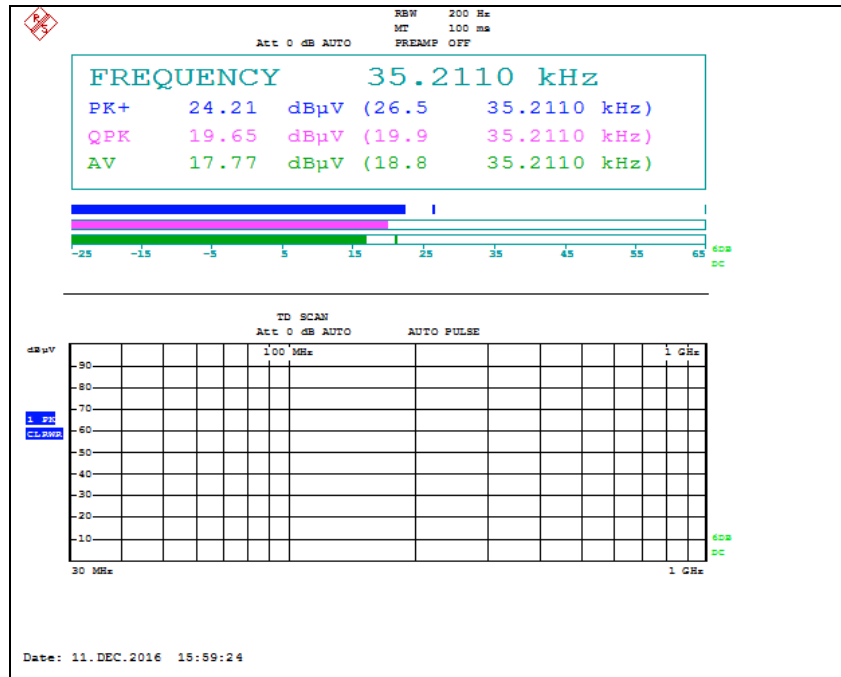 R S
RBW 200 Hz
MT 100 ms
Att 0 dB AUTO PREAMP OFF
FREQUENCY 35.2110 kHz
PK+ 24.21 dBµV (26.5 35.2110 kHz)
QPK 19.65 dBµV (19.9 35.2110 kHz)
AV 17.77 dBµV (18.8 35.2110 kHz)
-25 -15 -5 5 15 25 35 45 55 65
6DB
DC
TD SCAN
Att 0 dB AUTO AUTO PULSE
dBµV
100 MHz 1 GHz
90
80
70
1 PK
CLRWR
60
50
40
30
20
10
6DB
DC
30 MHz 1 GHz
Date: 11.DEC.2016 15:59:24